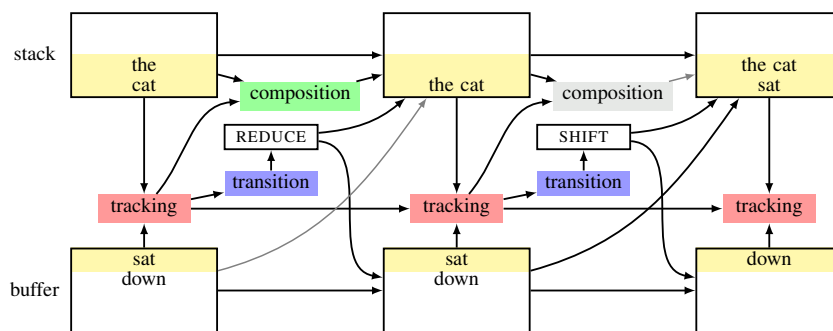 stack
the
cat
the cat
the cat
sat
composition
composition
REDUCE
SHIFT
transition
transition
tracking
tracking
tracking
buffer
sat
down
sat
down
down